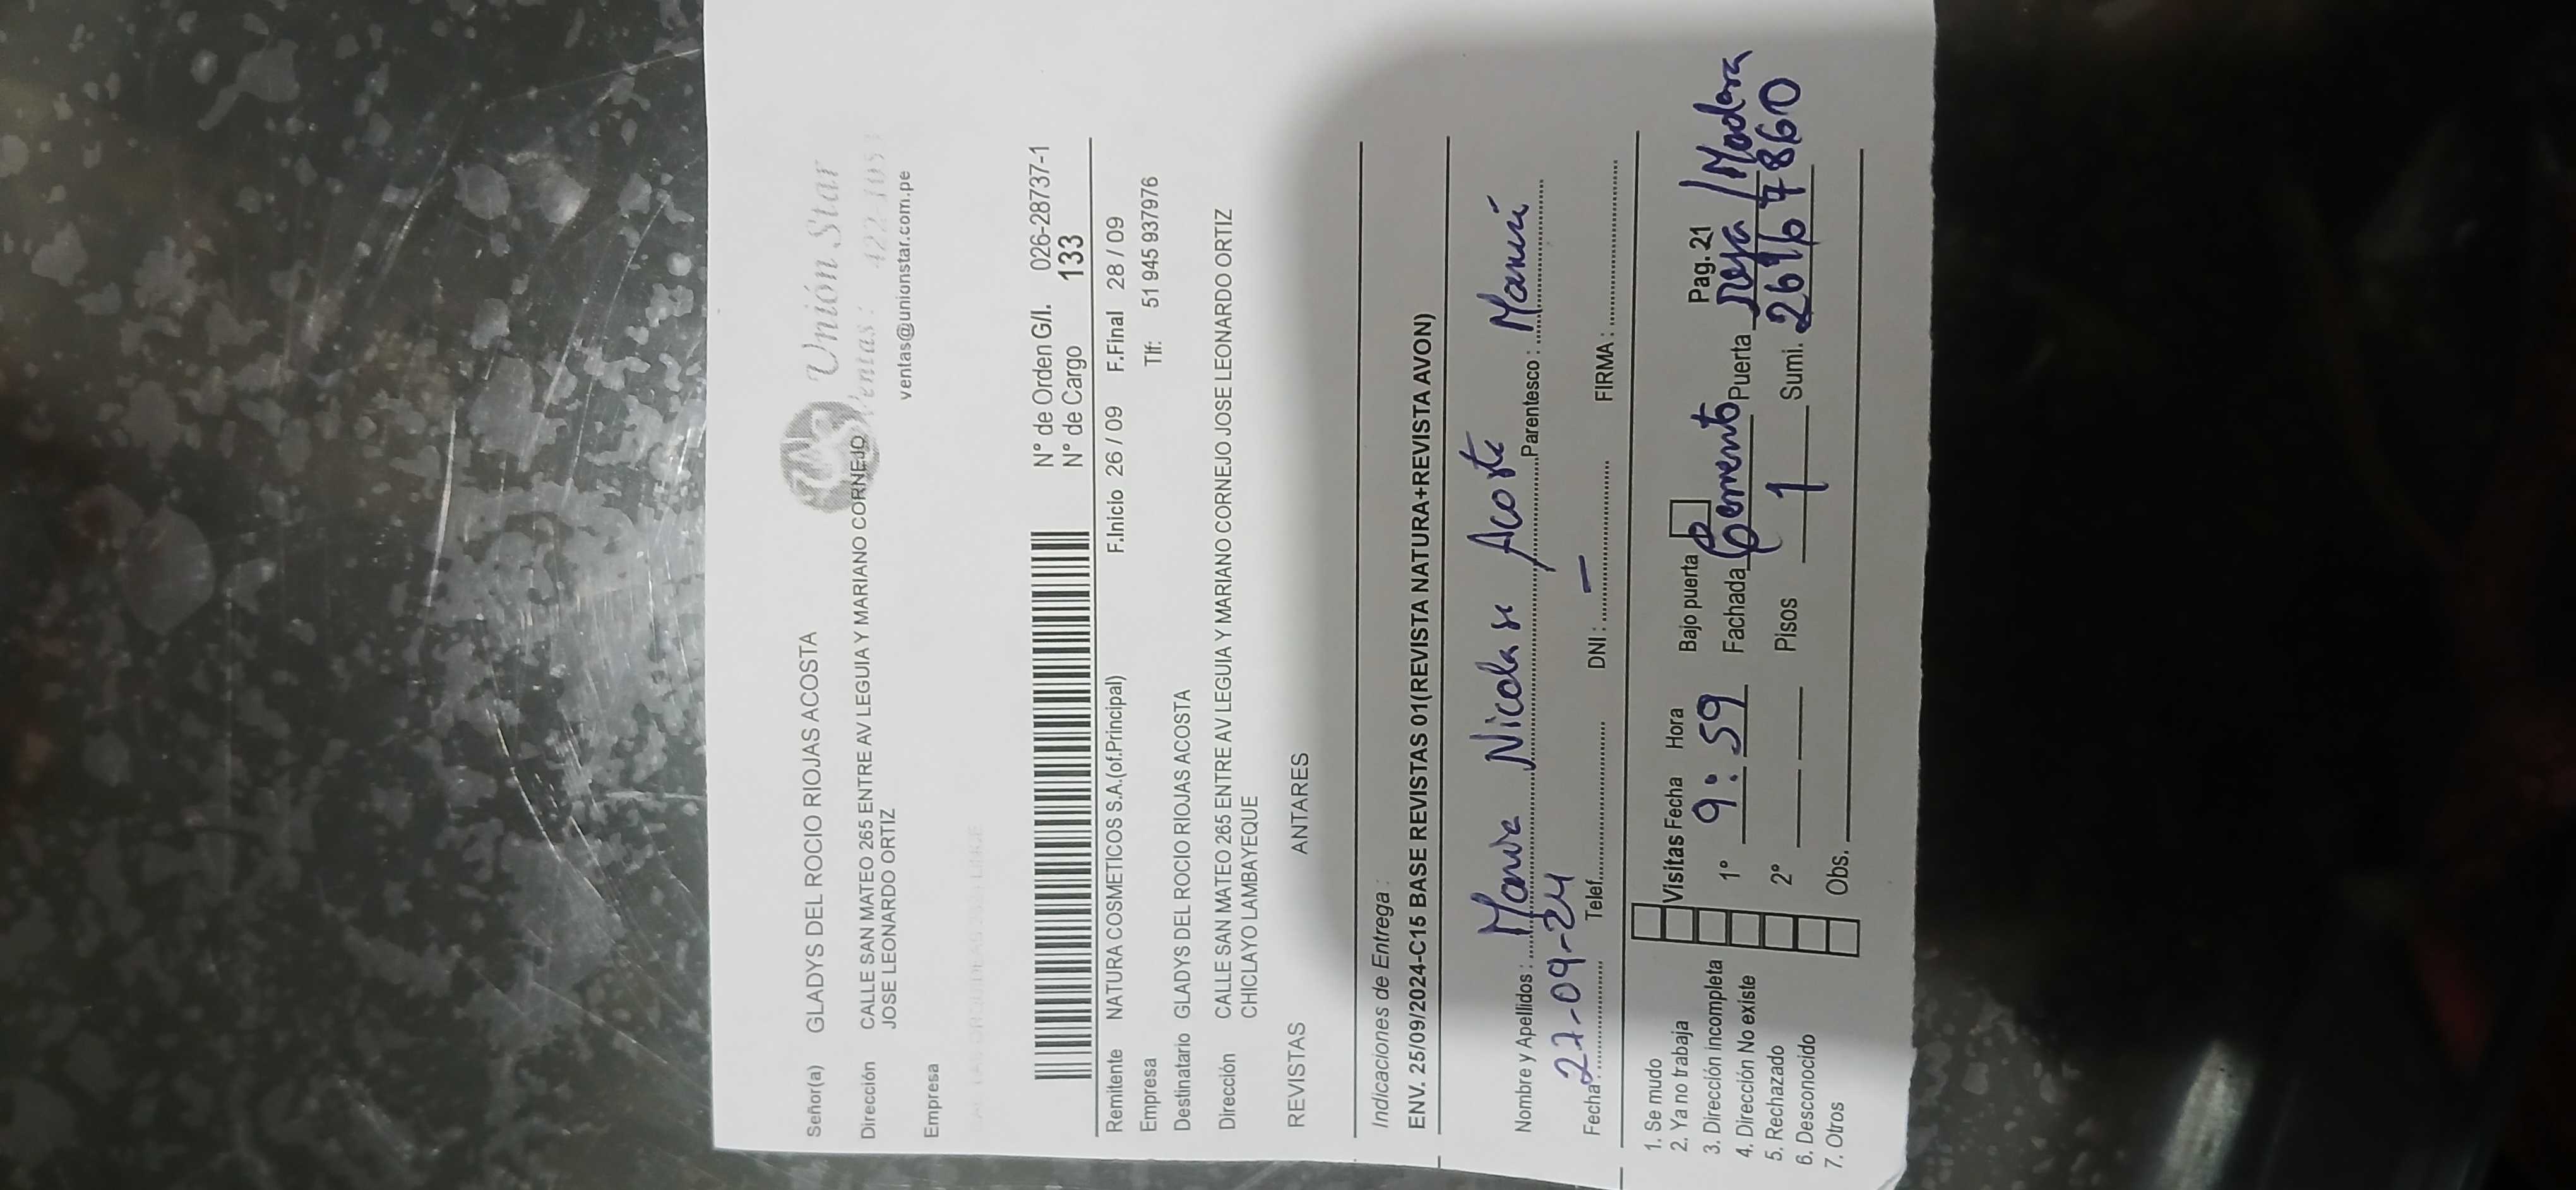 Unión Star
Ventas: 422 1053
ventas@unionstar.com.pe
Señor(a) GLADYS DEL ROCIO RIOJAS ACOSTA
Dirección CALLE SAN MATEO 265 ENTRE AV LEGUIA Y MARIANO CORNEJO
JOSE LEONARDO ORTIZ
Empresa
N° de Orden G/I. 026-28737-1
N° de Cargo 133
Remitente NATURA COSMETICOS S.A.(of.Principal) F.Inicio 26 / 09 F.Final 28 / 09
Empresa Tlf: 51 945 937976
Destinatario GLADYS DEL ROCIO RIOJAS ACOSTA
Dirección CALLE SAN MATEO 265 ENTRE AV LEGUIA Y MARIANO CORNEJO JOSE LEONARDO ORTIZ
CHICLAYO LAMBAYEQUE
REVISTAS ANTARES
Indicaciones de Entrega :
ENV. 25/09/2024-C15 BASE REVISTAS 01(REVISTA NATURA+REVISTA AVON)
Nombre y Apellidos : Acosta Parentesco : Mamá
Fecha : 27-09-24 Telef. DNI : — FIRMA :
1. Se mudo
2. Ya no trabaja Visitas Fecha Hora Bajo puerta Pag. 21
3. Dirección incompleta 1° 9:59 Fachada Cemento Puerta reja / Madera
4. Dirección No existe
5. Rechazado 2° Pisos 1 Sumi.
6. Desconocido
7. Otros Obs.